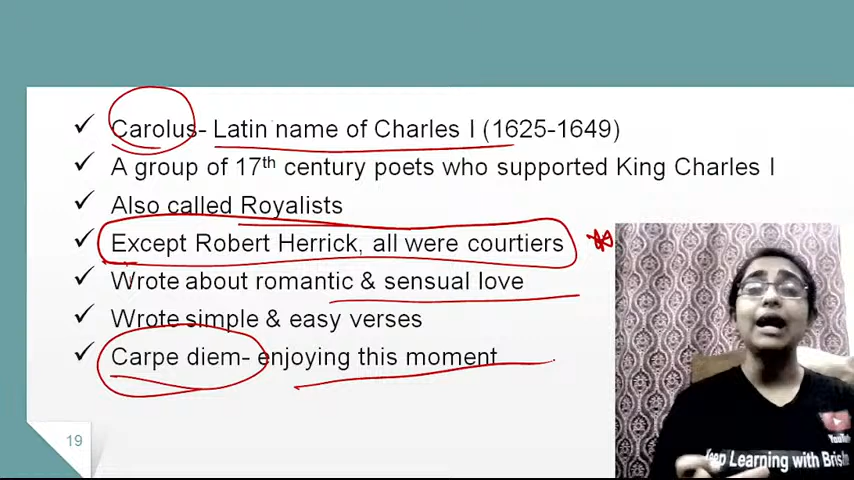 Carolus- Latin name of Charles I (1625-1649)
A group of 17th century poets who supported King Charles I
Also called Royalists
Except Robert Herrick, all were courtiers
Wrote about romantic & sensual love
Wrote simple & easy verses
Carpe diem- enjoying this moment
19
YouTu
Keep Learning with Brishe